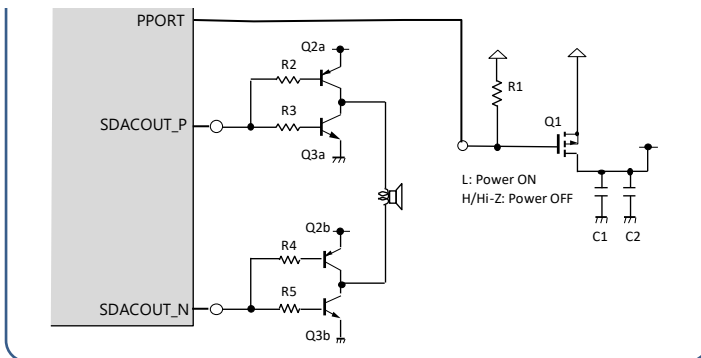 PPORT
Q2a
R2
R3
SDACOUT_P
Q3a
R1
Q1
L: Power ON
H/Hi-Z: Power OFF
C1 C2
Q2b
R4
R5
SDACOUT_N
Q3b